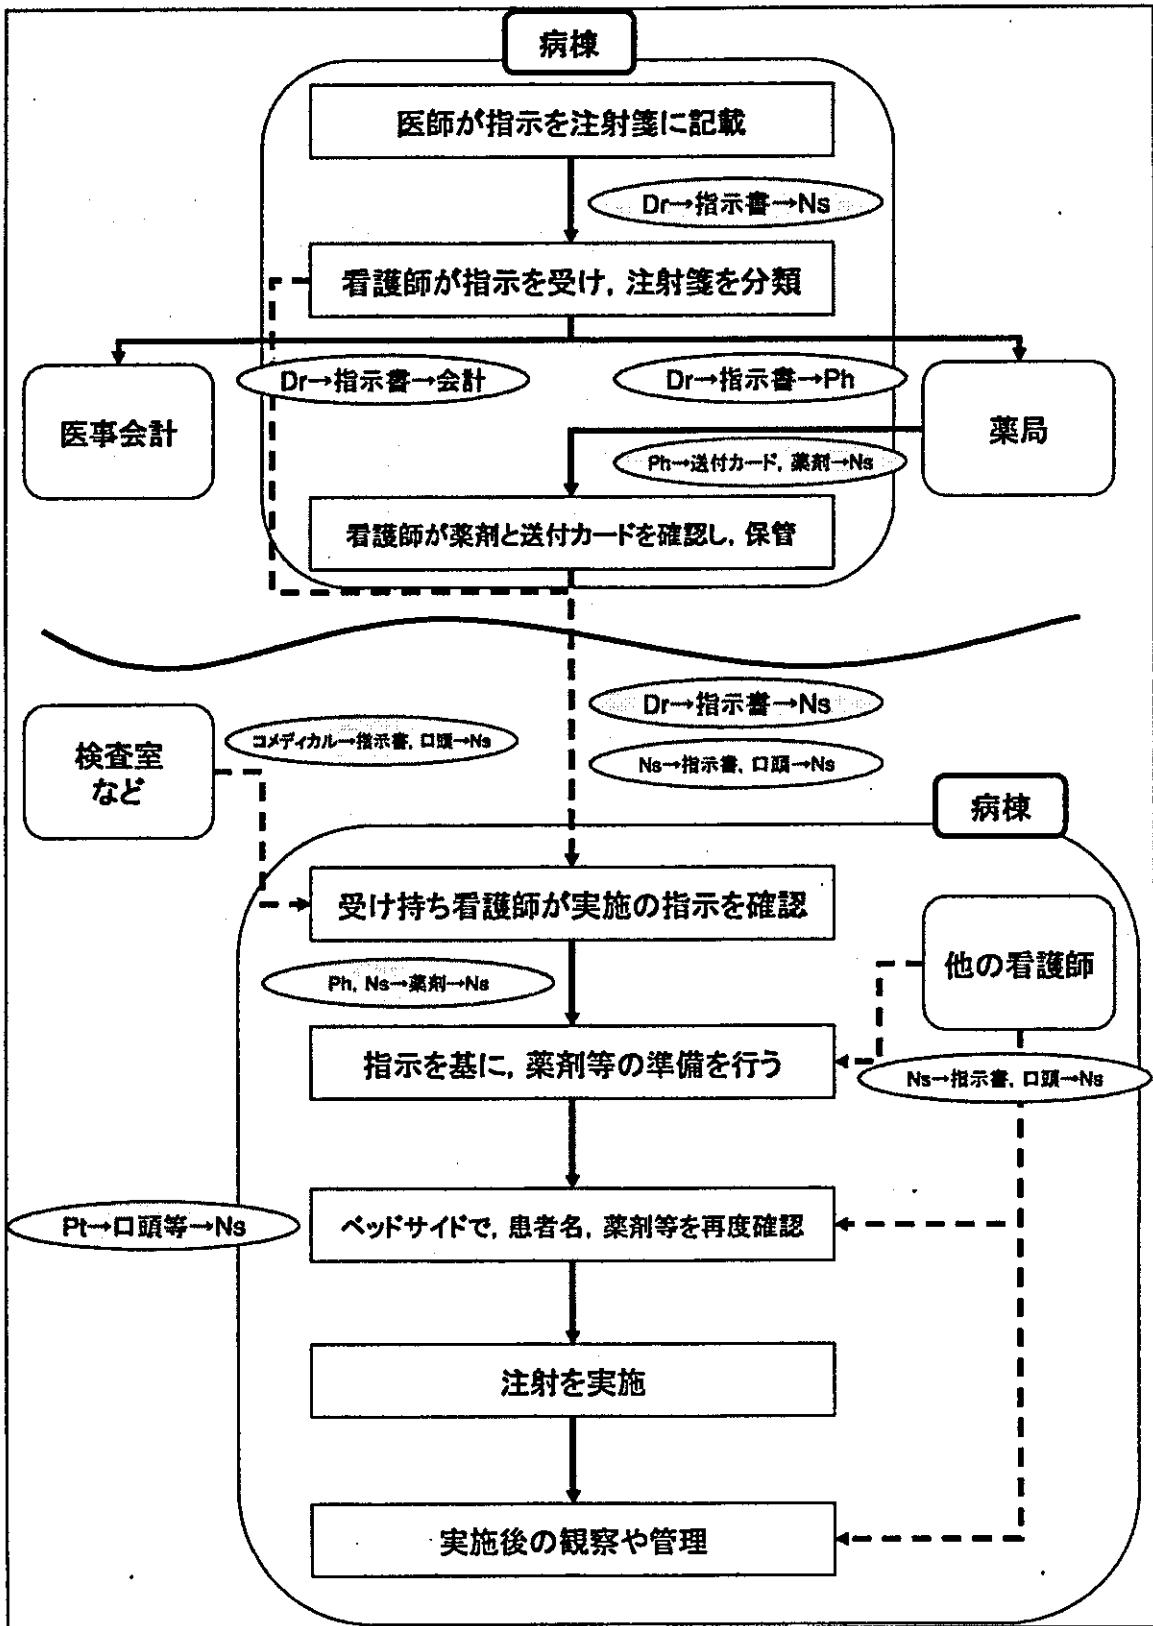 病棟
医師が指示を注射箋に記載
Dr→指示書→Ns
看護師が指示を受け，注射箋を分類
Dr→指示書→会計
Dr→指示書→Ph
医事会計
薬局
Ph→送付カード，薬剤→Ns
看護師が薬剤と送付カードを確認し，保管
Dr→指示書→Ns
コメディカル→指示書，口頭→Ns
Ns→指示書，口頭→Ns
検査室
など
病棟
受け持ち看護師が実施の指示を確認
他の看護師
Ph，Ns→薬剤→Ns
指示を基に，薬剤等の準備を行う
Ns→指示書，口頭→Ns
Pt→口頭等→Ns
ベッドサイドで，患者名，薬剤等を再度確認
注射を実施
実施後の観察や管理